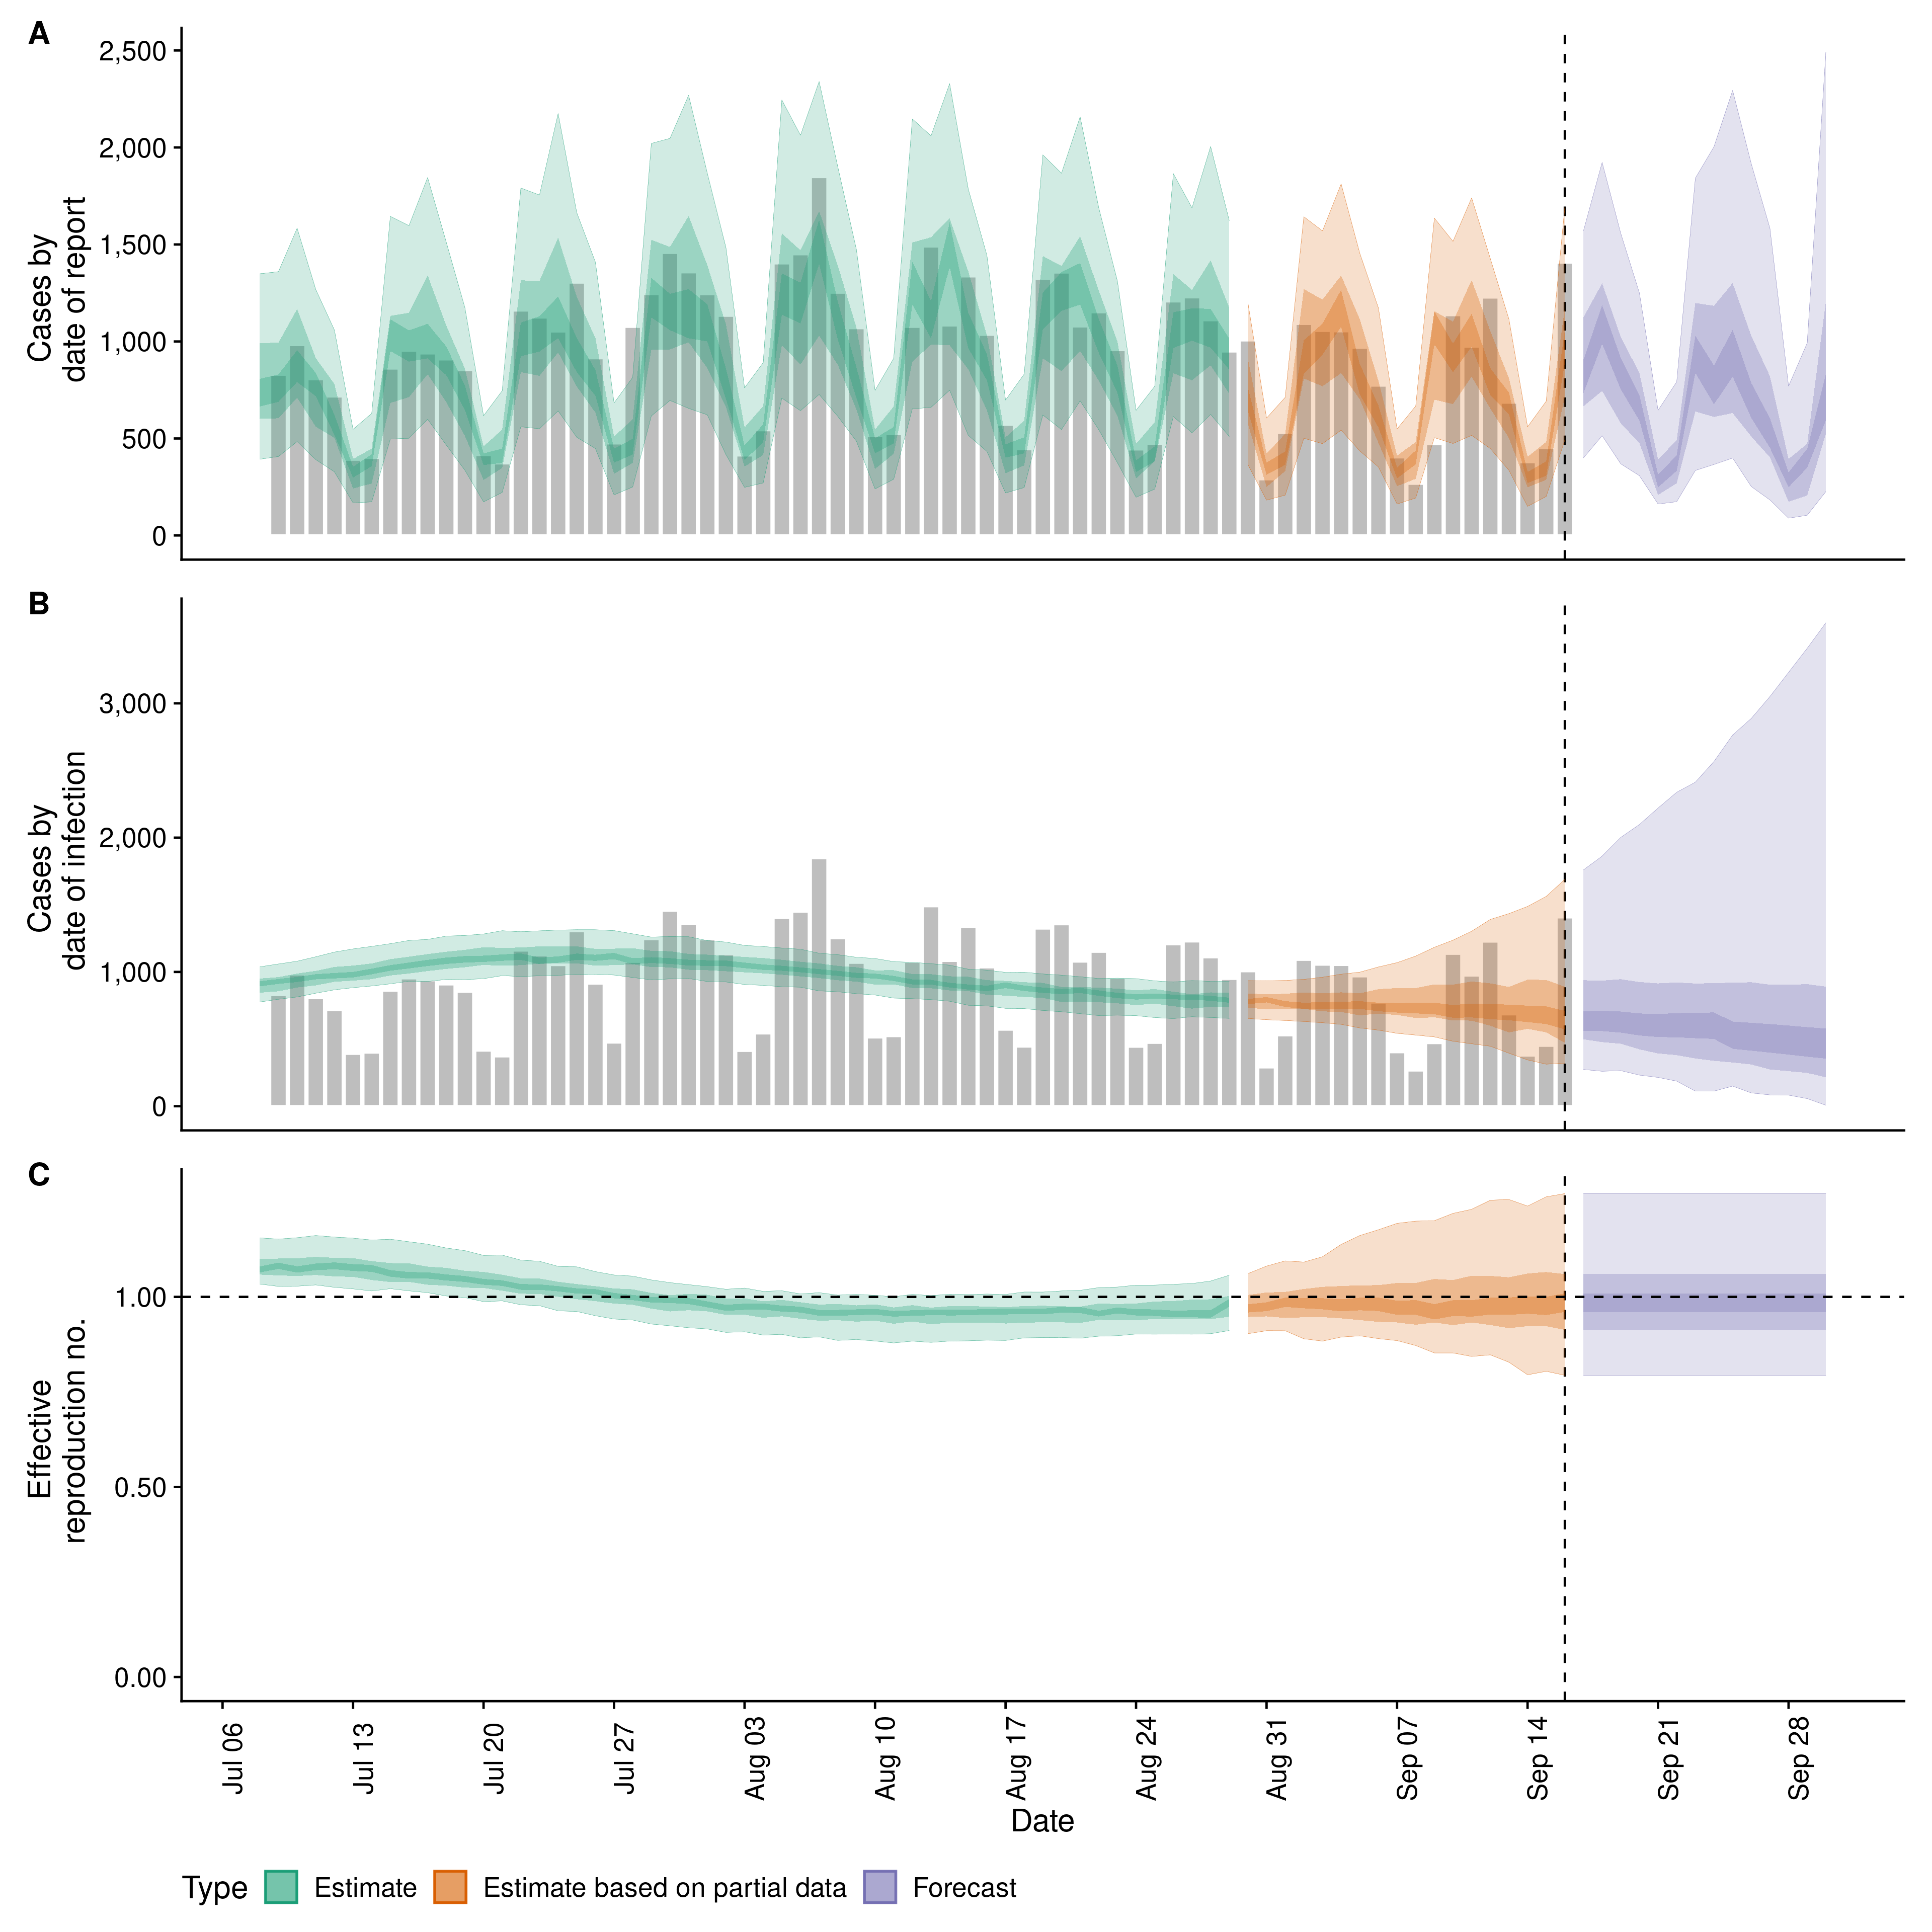 A
Cases by
date of report
2,500
2,000
1,500
1,000
500
0
B
Cases by
date of infection
3,000
2,000
1,000
0
C
Effective
reproduction no.
1.00
0.50
0.00
Jul 06
Jul 13
Jul 20
Jul 27
Aug 03
Aug 10
Aug 17
Aug 24
Aug 31
Sep 07
Sep 14
Sep 21
Sep 28
Date
Type
Estimate
Estimate based on partial data
Forecast